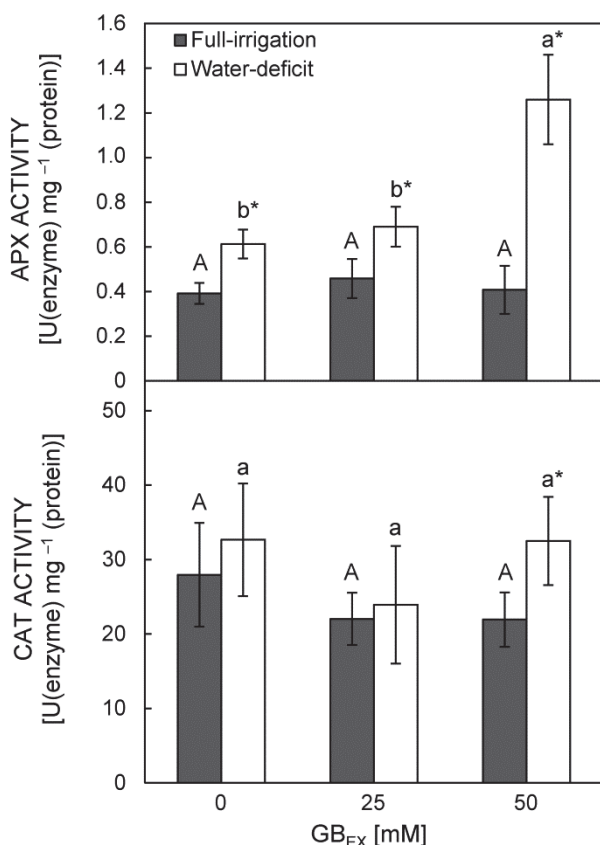 APX ACTIVITY
[U(enzyme) mg ⁻¹ (protein)]
1.6
1.4
1.2
1.0
0.8
0.6
0.4
0.2
0
Full-irrigation
Water-deficit
A
b*
A
b*
A
a*
CAT ACTIVITY
[U(enzyme) mg ⁻¹ (protein)]
50
40
30
20
10
0
A
a
A
a
A
a*
0 25 50
GB_EX [mM]